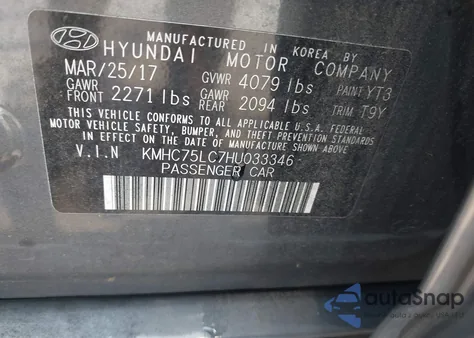 MANUFACTURED IN KOREA BY
HYUNDAI MOTOR COMPANY
MAR/25/17 GVWR 4079 lbs PAINT YT3
GAWR FRONT 2271 lbs GAWR REAR 2094 lbs TRIM T9Y
THIS VEHICLE CONFORMS TO ALL APPLICABLE U.S.A. FEDERAL
MOTOR VEHICLE SAFETY, BUMPER, AND THEFT PREVENTION STANDARDS
IN EFFECT ON THE DATE OF MANUFACTURE SHOWN ABOVE.
V.I.N KMHC75LC7HU033346
PASSENGER CAR
autoSnap